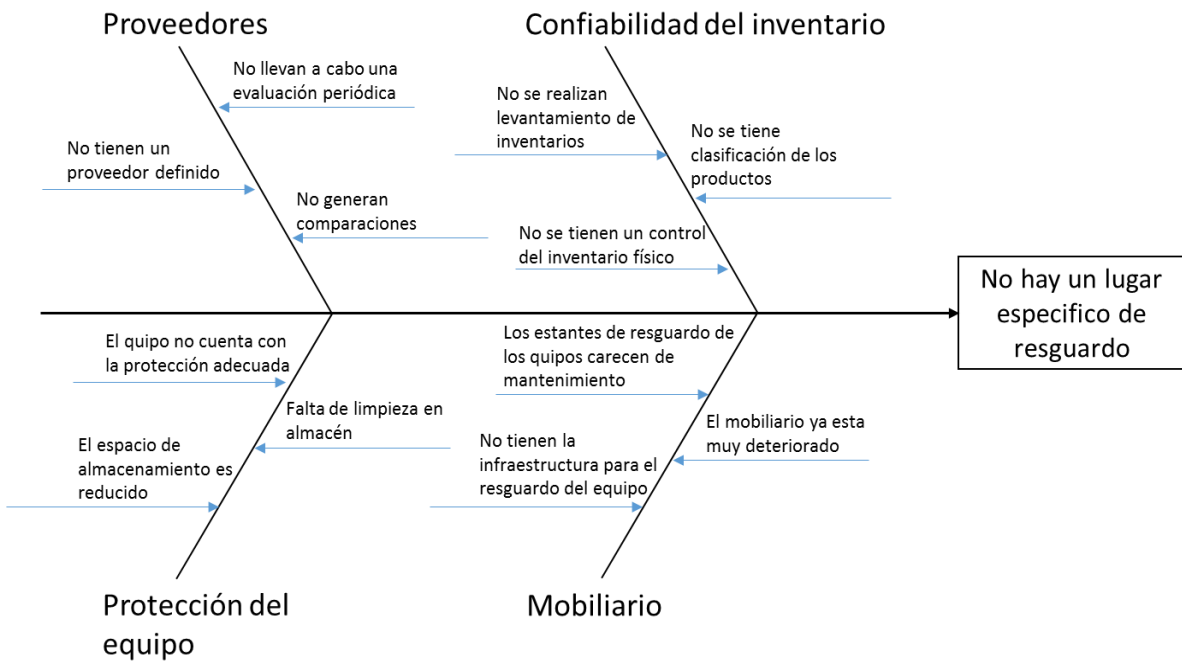 Proveedores
No llevan a cabo una
evaluación periódica
No tienen un
proveedor definido
No generan
comparaciones
Confiabilidad del inventario
No se realizan
levantamiento de
inventarios
No se tiene
clasificación de los
productos
No se tienen un control
del inventario físico
No hay un lugar
especifico de
resguardo
El quipo no cuenta con
la protección adecuada
Falta de limpieza en
almacén
El espacio de
almacenamiento es
reducido
Protección del
equipo
Los estantes de resguardo de
los quipos carecen de
mantenimiento
El mobiliario ya esta
muy deteriorado
No tienen la
infraestructura para el
resguardo del equipo
Mobiliario